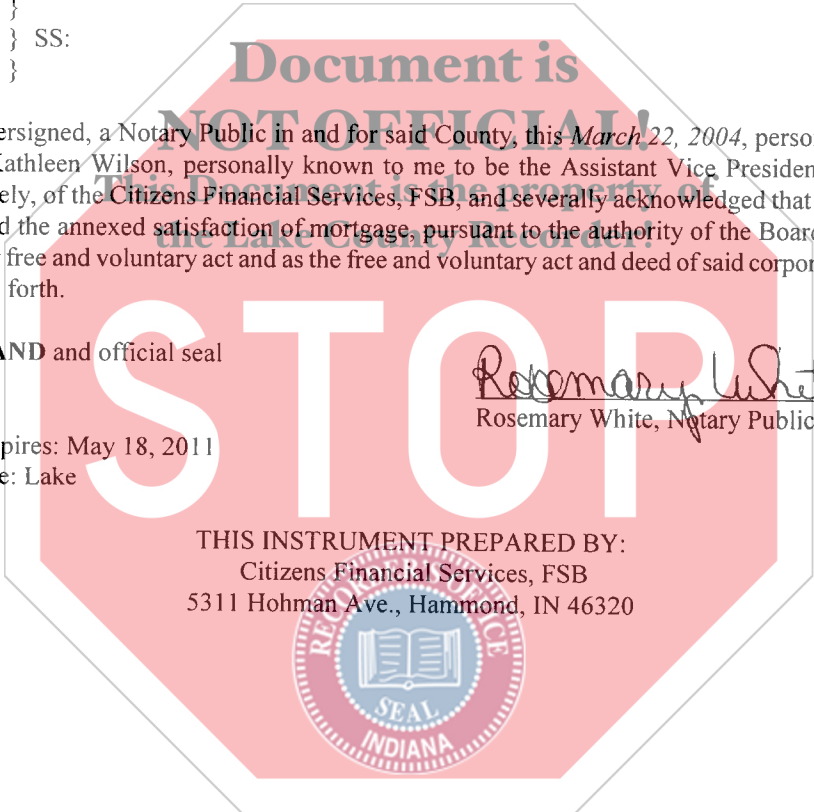 }
} SS:
}
Document is
NOT OFFICIAL!
ersigned, a Notary Public in and for said County, this March 22, 2004, perso
Kathleen Wilson, personally known to me to be the Assistant Vice Presiden
This Document is the property of
ely, of the Citizens Financial Services, FSB, and severally acknowledged that
d the annexed satisfaction of mortgage, pursuant to the authority of the Board
the Lake County Recorder!
free and voluntary act and as the free and voluntary act and deed of said corpor
forth.
STOP
AND and official seal
Rosemary Whit
Rosemary White, Notary Public
pires: May 18, 2011
e: Lake
THIS INSTRUMENT PREPARED BY:
Citizens Financial Services, FSB
5311 Hohman Ave., Hammond, IN 46320
RECORDER'S OFFICE
SEAL
INDIANA